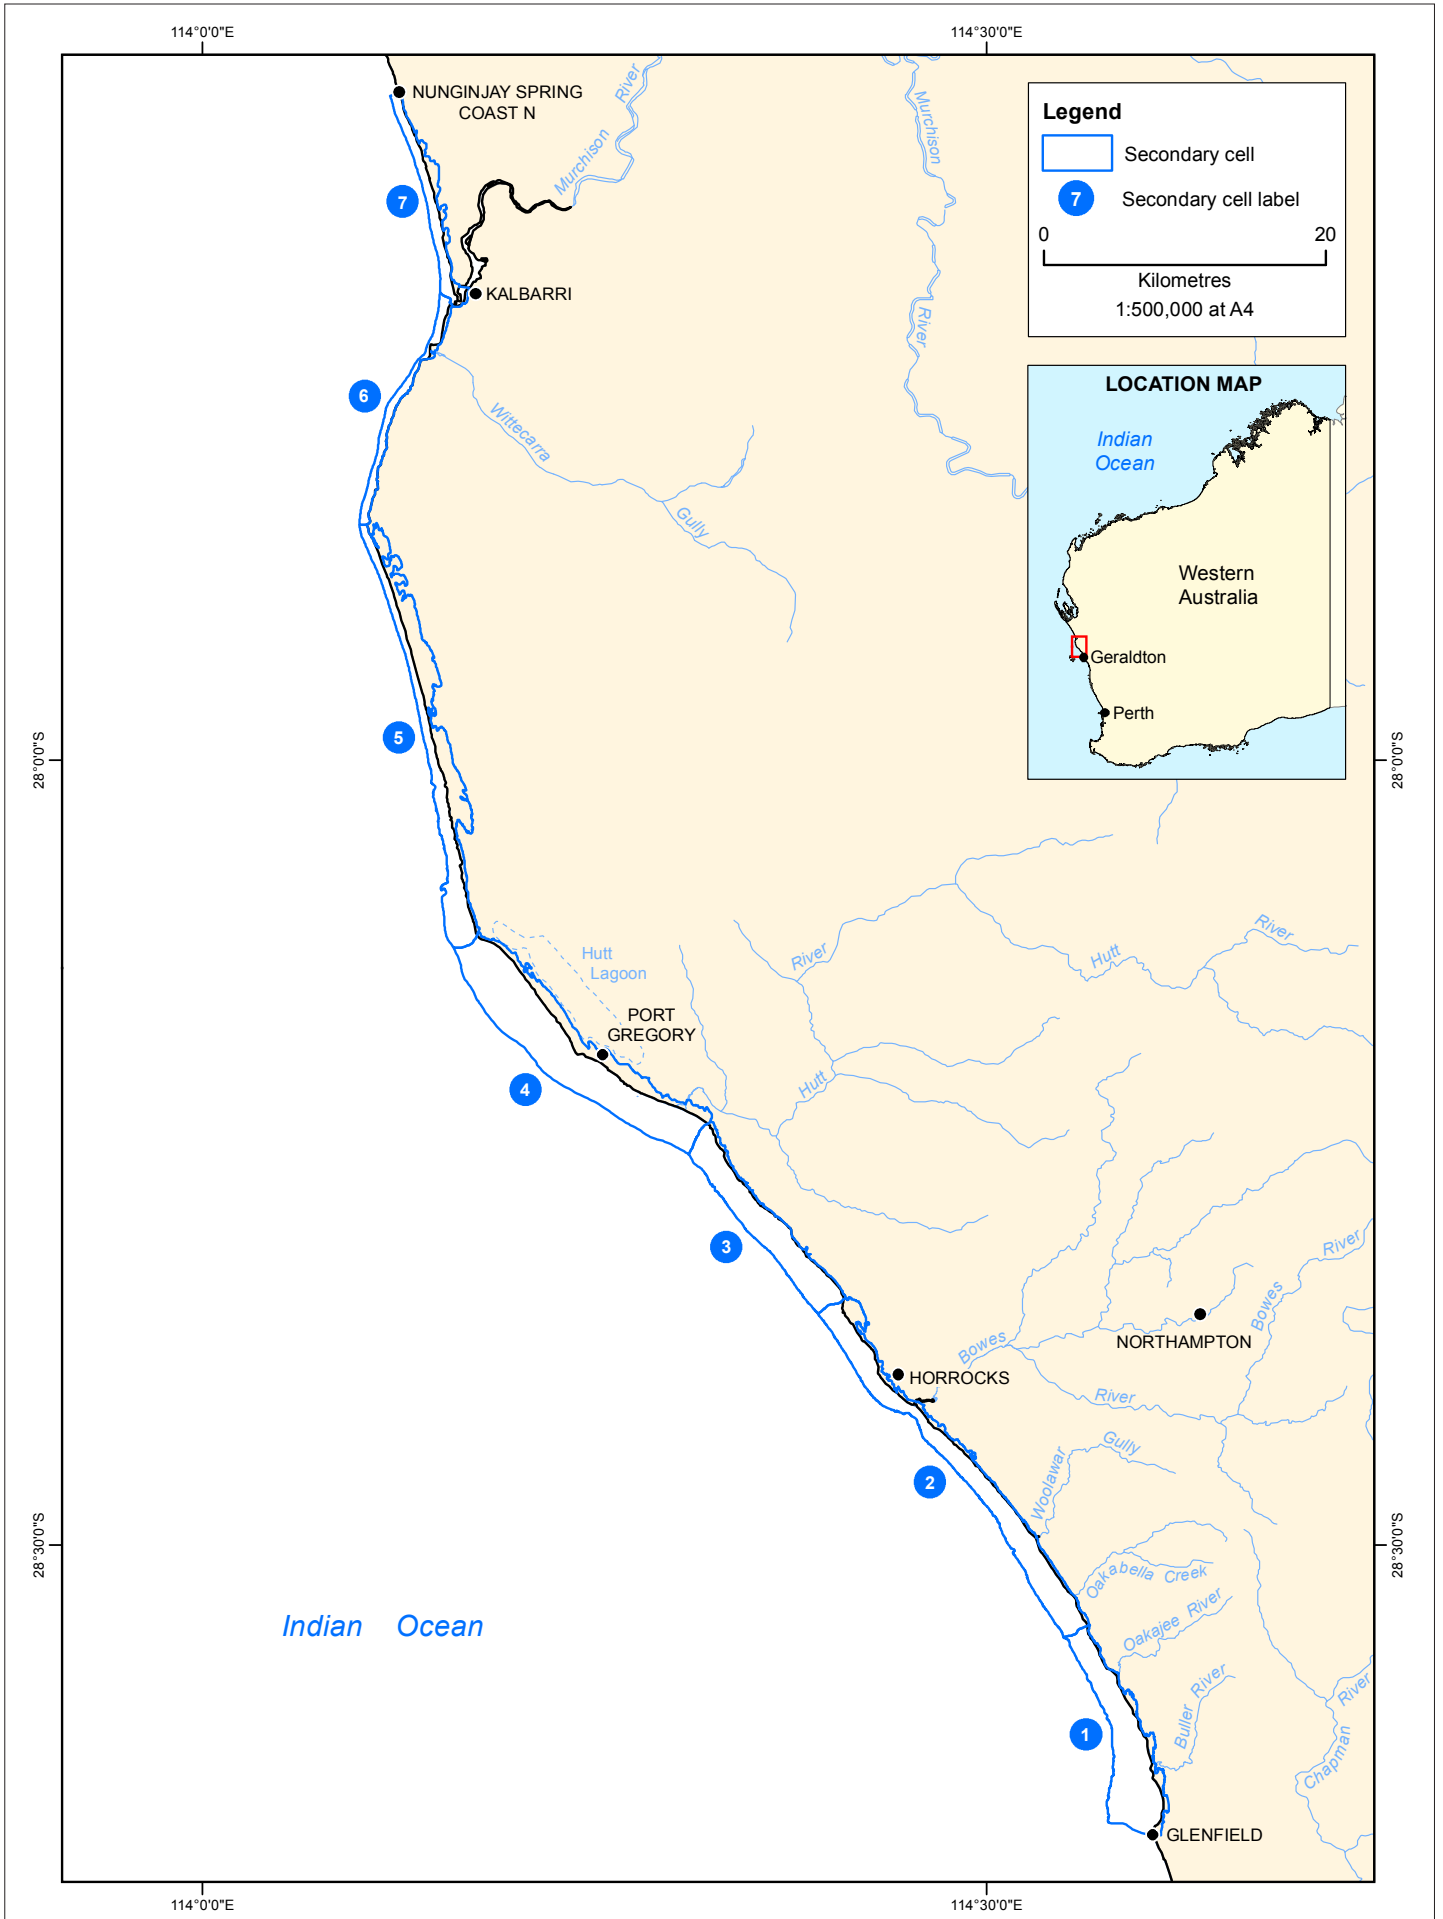 114°0'0"E
114°30'0"E
NUNGINJAY SPRING
COAST N
Murchison
River
Murchison
River
7
KALBARRI
6
Wittecarra
Gully
Legend
Secondary cell
7
Secondary cell label
0
20
Kilometres
1:500,000 at A4
LOCATION MAP
Indian
Ocean
Western
Australia
Geraldton
Perth
5
28°0'0"S
28°0'0"S
Hutt
Lagoon
PORT
GREGORY
River
Hutt
River
Hutt
4
3
Bowes
River
NORTHAMPTON
Bowes
River
HORROCKS
2
Woolawar
Gully
28°30'0"S
28°30'0"S
Oakabella Creek
Oakajee River
Indian Ocean
Buller River
Chapman
River
1
GLENFIELD
114°0'0"E
114°30'0"E